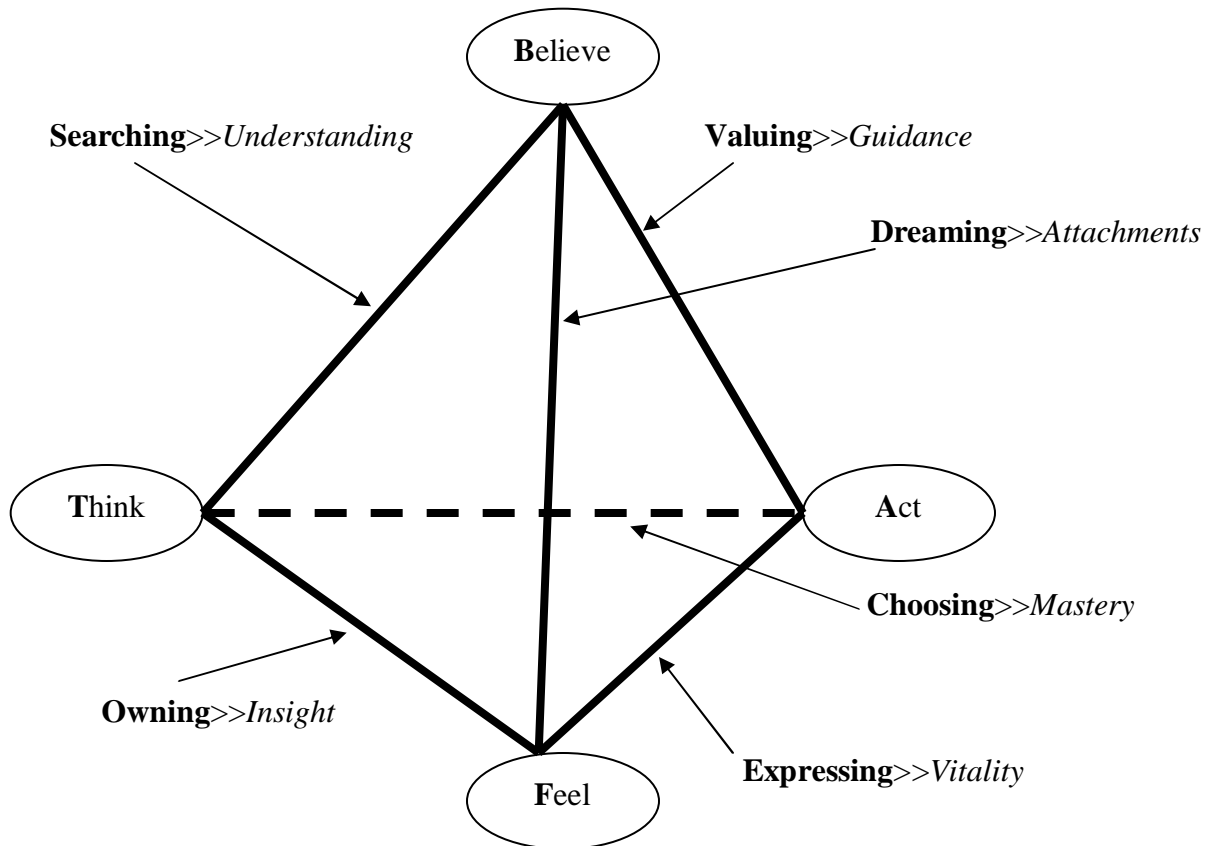 Believe
Searching>>Understanding
Valuing>>Guidance
Dreaming>>Attachments
Think
Act
Choosing>>Mastery
Owning>>Insight
Expressing>>Vitality
Feel